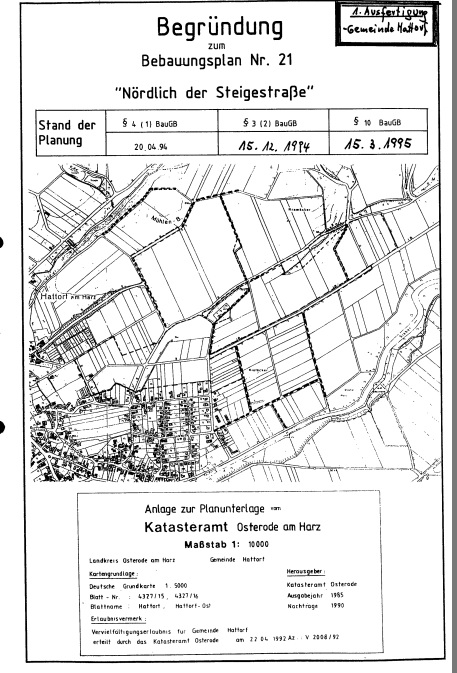 1. Ausfertigung
-Gemeinde Hattorf
Begründung
zum
Bebauungsplan Nr. 21
"Nördlich der Steigestraße"
Stand der Planung
§ 4 (1) BauGB
§ 3 (2) BauGB
§ 10 BauGB
20.04.94
15.12.1994
15.3.1995
Mühlen-B.
Hattorf am Harz
Anlage zur Planunterlage vom
Katasteramt Osterode am Harz
Maßstab 1: 10000
Landkreis Osterode am Harz Gemeinde Hattorf
Kartengrundlage:
Deutsche Grundkarte 1:5000
Blatt-Nr. : 4327/15, 4327/16
Blattname : Hattorf, Hattorf-Ost
Herausgeber:
Katasteramt Osterode
Ausgabejahr 1985
Nachträge 1990
Erlaubnisvermerk:
Vervielfältigungserlaubnis für Gemeinde Hattorf
erteilt durch das Katasteramt Osterode am 22.04.1992 Az.: V 2008/92